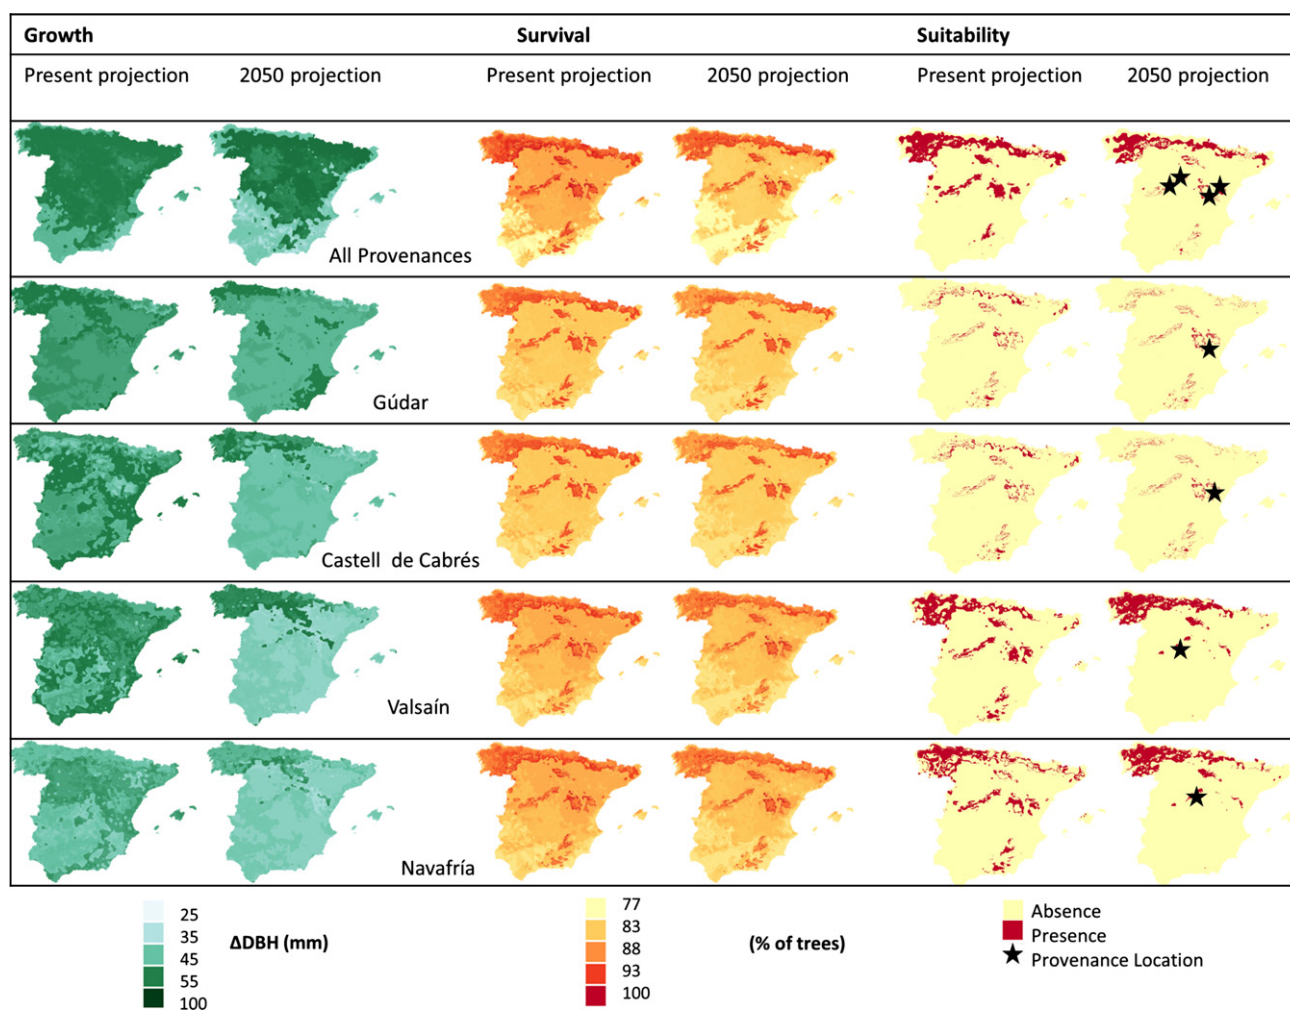 Growth Survival Suitability
Present projection 2050 projection Present projection 2050 projection Present projection 2050 projection
All Provenances
Gúdar
Castell de Cabrés
Valsaín
Navafría
25
35
45
55
100
ΔDBH (mm)
77
83
88
93
100
(% of trees)
Absence
Presence
Provenance Location